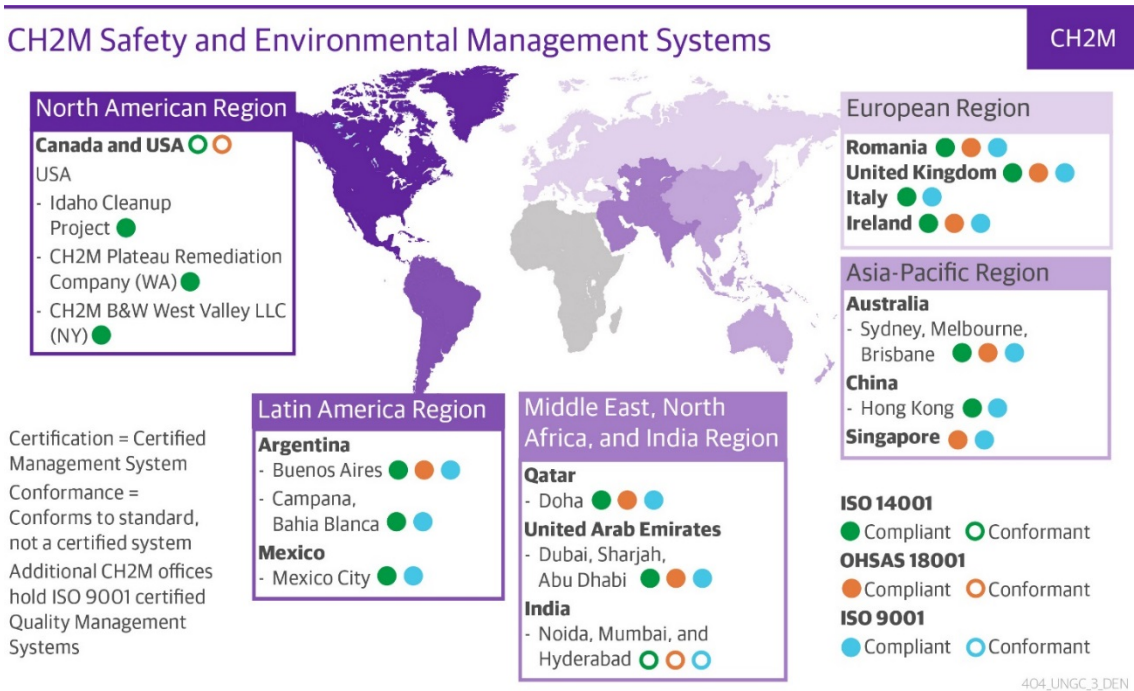 CH2M Safety and Environmental Management Systems
CH2M
North American Region
Canada and USA
USA
- Idaho Cleanup
Project
- CH2M Plateau Remediation
Company (WA)
- CH2M B&W West Valley LLC
(NY)
European Region
Romania
United Kingdom
Italy
Ireland
Asia-Pacific Region
Australia
- Sydney, Melbourne,
Brisbane
China
- Hong Kong
Singapore
Latin America Region
Argentina
- Buenos Aires
- Campana,
Bahia Blanca
Mexico
- Mexico City
Middle East, North
Africa, and India Region
Qatar
- Doha
United Arab Emirates
- Dubai, Sharjah,
Abu Dhabi
India
- Noida, Mumbai, and
Hyderabad
Certification = Certified
Management System
Conformance =
Conforms to standard,
not a certified system
Additional CH2M offices
hold ISO 9001 certified
Quality Management
Systems
ISO 14001
Compliant Conformant
OHSAS 18001
Compliant Conformant
ISO 9001
Compliant Conformant
404_UNGC_3_DEN